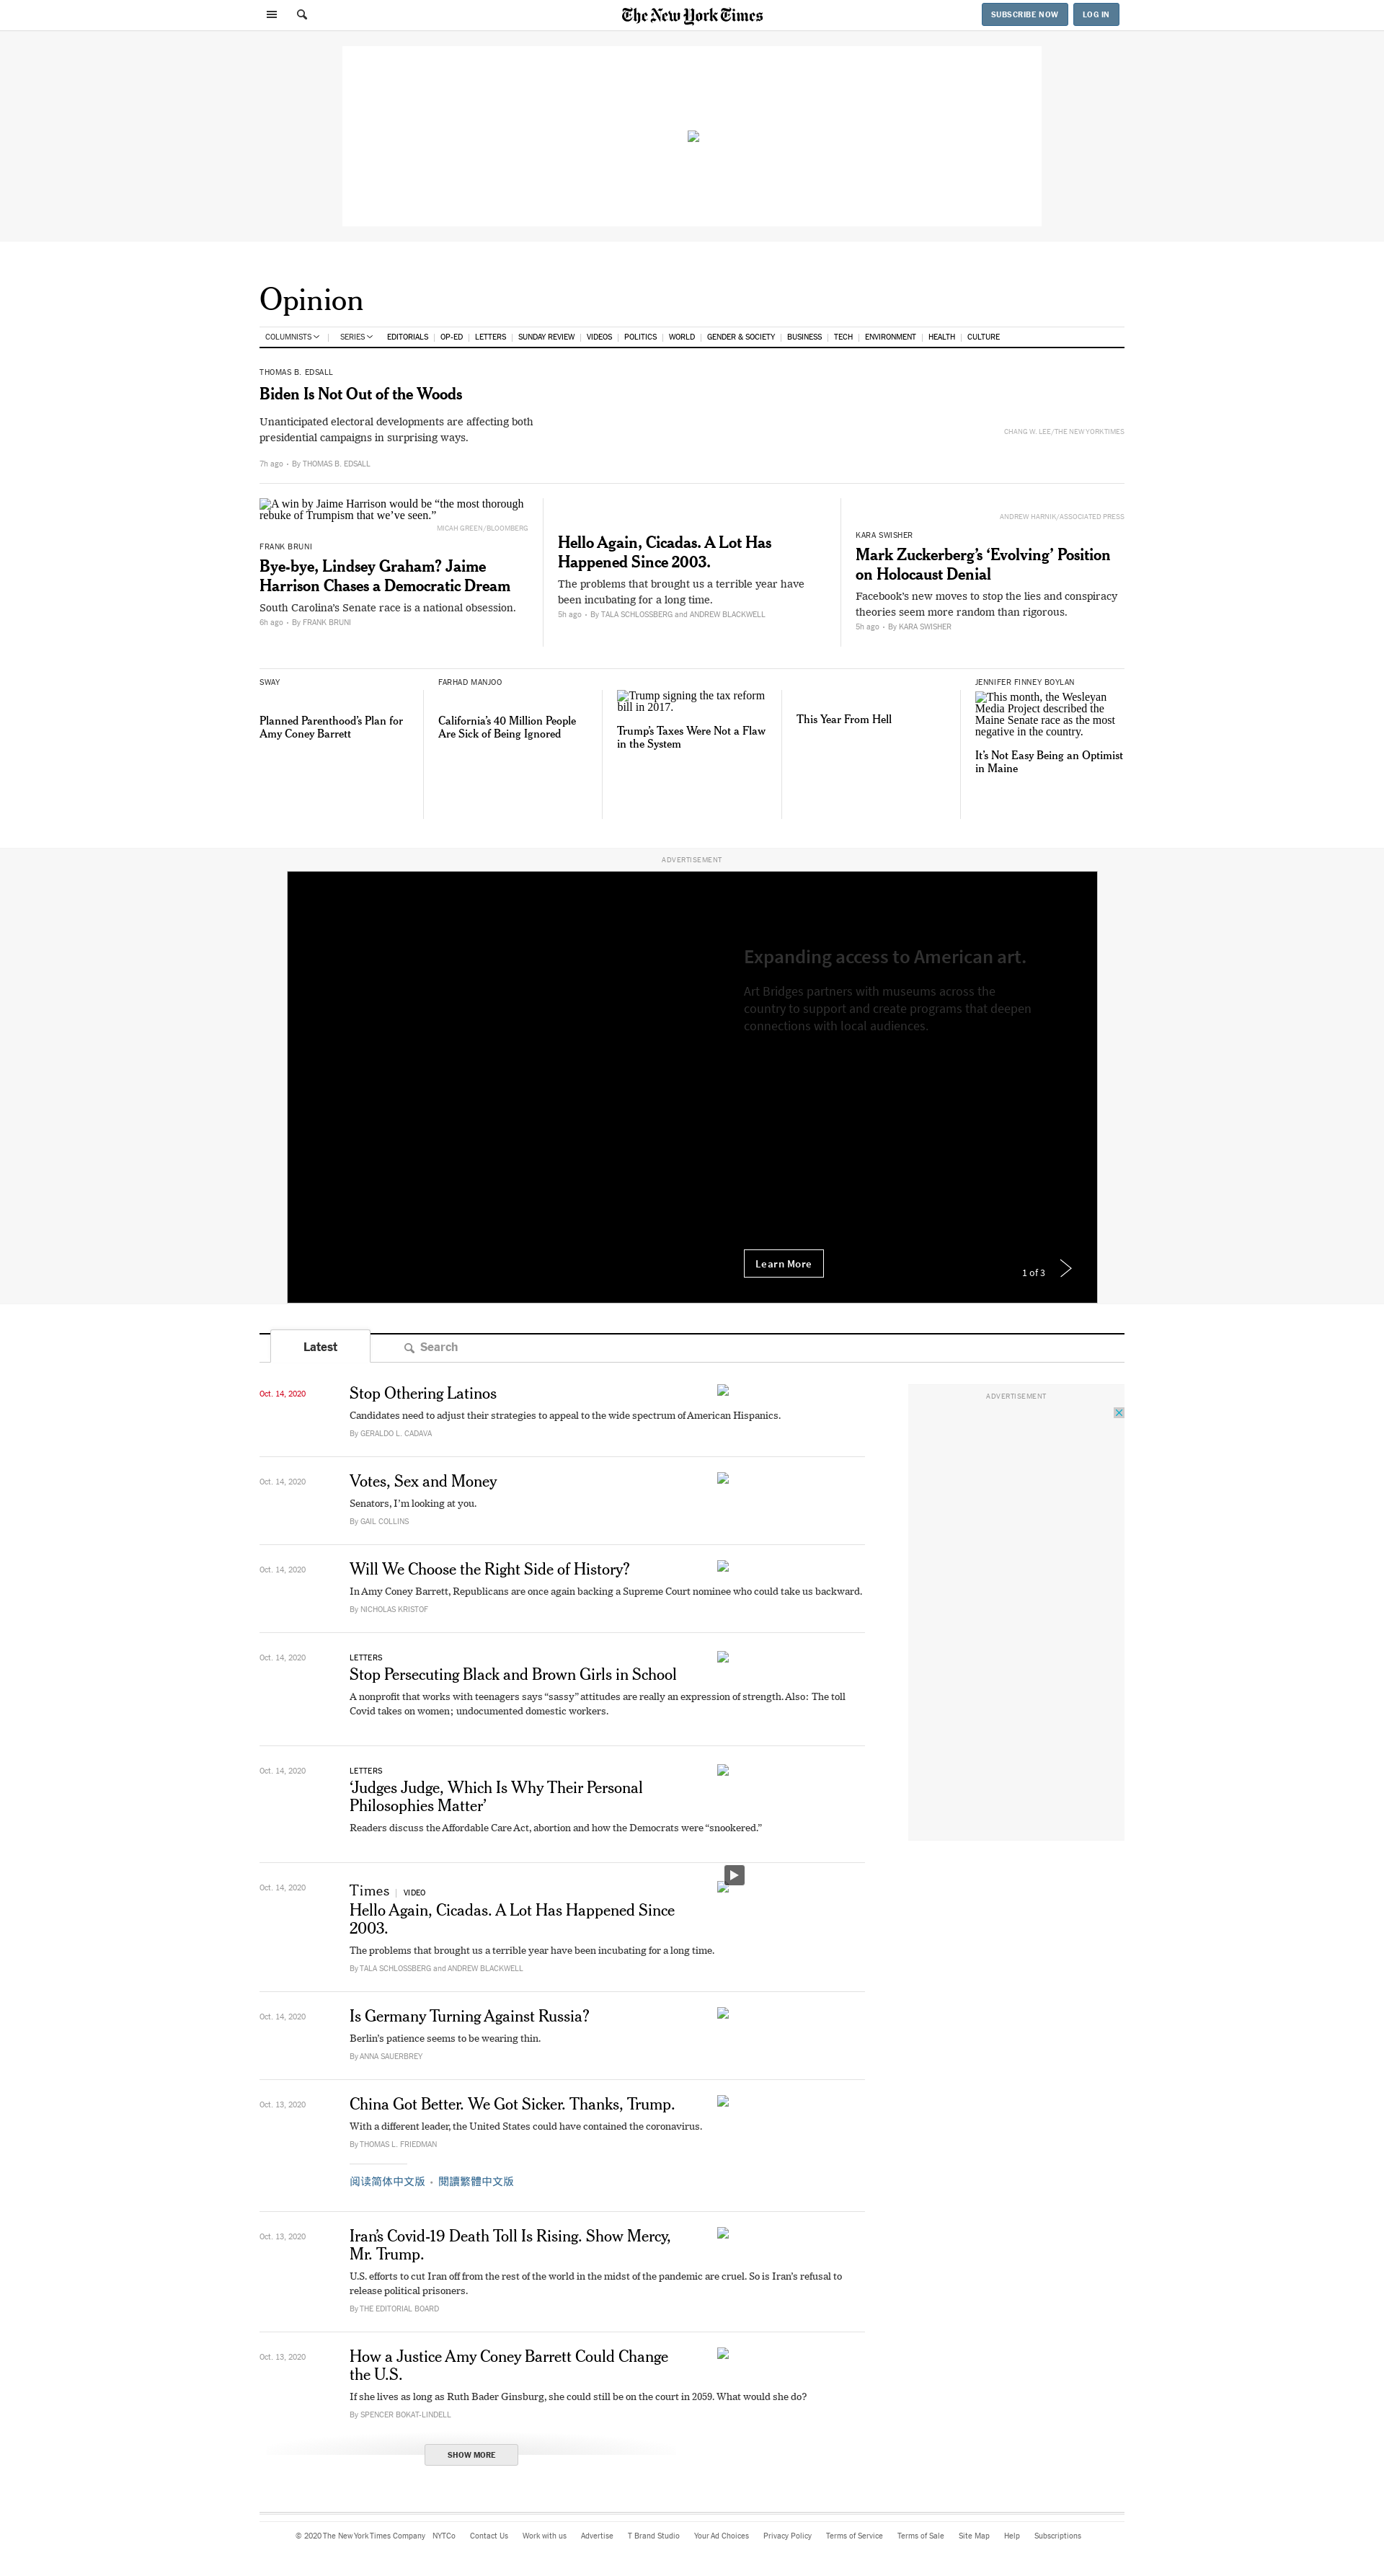 The New York Times
SUBSCRIBE NOW
LOG IN
Opinion
COLUMNISTS
SERIES
EDITORIALS
OP-ED
LETTERS
SUNDAY REVIEW
VIDEOS
POLITICS
WORLD
GENDER & SOCIETY
BUSINESS
TECH
ENVIRONMENT
HEALTH
CULTURE
THOMAS B. EDSALL
Biden Is Not Out of the Woods
Unanticipated electoral developments are affecting both
presidential campaigns in surprising ways.
7h ago • By THOMAS B. EDSALL
CHANG W. LEE/THE NEW YORK TIMES
A win by Jaime Harrison would be “the most thorough
rebuke of Trumpism that we’ve seen.”
MICAH GREEN/BLOOMBERG
FRANK BRUNI
Bye-bye, Lindsey Graham? Jaime
Harrison Chases a Democratic Dream
South Carolina’s Senate race is a national obsession.
6h ago • By FRANK BRUNI
Hello Again, Cicadas. A Lot Has
Happened Since 2003.
The problems that brought us a terrible year have
been incubating for a long time.
5h ago • By TALA SCHLOSSBERG and ANDREW BLACKWELL
ANDREW HARNIK/ASSOCIATED PRESS
KARA SWISHER
Mark Zuckerberg’s ‘Evolving’ Position
on Holocaust Denial
Facebook’s new moves to stop the lies and conspiracy
theories seem more random than rigorous.
5h ago • By KARA SWISHER
SWAY
Planned Parenthood’s Plan for
Amy Coney Barrett
FARHAD MANJOO
California’s 40 Million People
Are Sick of Being Ignored
Trump signing the tax reform
bill in 2017.
Trump’s Taxes Were Not a Flaw
in the System
This Year From Hell
JENNIFER FINNEY BOYLAN
This month, the Wesleyan
Media Project described the
Maine Senate race as the most
negative in the country.
It’s Not Easy Being an Optimist
in Maine
ADVERTISEMENT
Expanding access to American art.
Art Bridges partners with museums across the
country to support and create programs that deepen
connections with local audiences.
Learn More
1 of 3
Latest
Search
ADVERTISEMENT
Oct. 14, 2020
Stop Othering Latinos
Candidates need to adjust their strategies to appeal to the wide spectrum of American Hispanics.
By GERALDO L. CADAVA
Oct. 14, 2020
Votes, Sex and Money
Senators, I’m looking at you.
By GAIL COLLINS
Oct. 14, 2020
Will We Choose the Right Side of History?
In Amy Coney Barrett, Republicans are once again backing a Supreme Court nominee who could take us backward.
By NICHOLAS KRISTOF
Oct. 14, 2020
LETTERS
Stop Persecuting Black and Brown Girls in School
A nonprofit that works with teenagers says “sassy” attitudes are really an expression of strength. Also: The toll
Covid takes on women; undocumented domestic workers.
Oct. 14, 2020
LETTERS
‘Judges Judge, Which Is Why Their Personal
Philosophies Matter’
Readers discuss the Affordable Care Act, abortion and how the Democrats were “snookered.”
Oct. 14, 2020
Times | VIDEO
Hello Again, Cicadas. A Lot Has Happened Since
2003.
The problems that brought us a terrible year have been incubating for a long time.
By TALA SCHLOSSBERG and ANDREW BLACKWELL
Oct. 14, 2020
Is Germany Turning Against Russia?
Berlin’s patience seems to be wearing thin.
By ANNA SAUERBREY
Oct. 13, 2020
China Got Better. We Got Sicker. Thanks, Trump.
With a different leader, the United States could have contained the coronavirus.
By THOMAS L. FRIEDMAN
阅读简体中文版 • 閱讀繁體中文版
Oct. 13, 2020
Iran’s Covid-19 Death Toll Is Rising. Show Mercy,
Mr. Trump.
U.S. efforts to cut Iran off from the rest of the world in the midst of the pandemic are cruel. So is Iran’s refusal to
release political prisoners.
By THE EDITORIAL BOARD
Oct. 13, 2020
How a Justice Amy Coney Barrett Could Change
the U.S.
If she lives as long as Ruth Bader Ginsburg, she could still be on the court in 2059. What would she do?
By SPENCER BOKAT-LINDELL
SHOW MORE
© 2020 The New York Times Company NYTCo Contact Us Work with us Advertise T Brand Studio Your Ad Choices Privacy Policy Terms of Service Terms of Sale Site Map Help Subscriptions